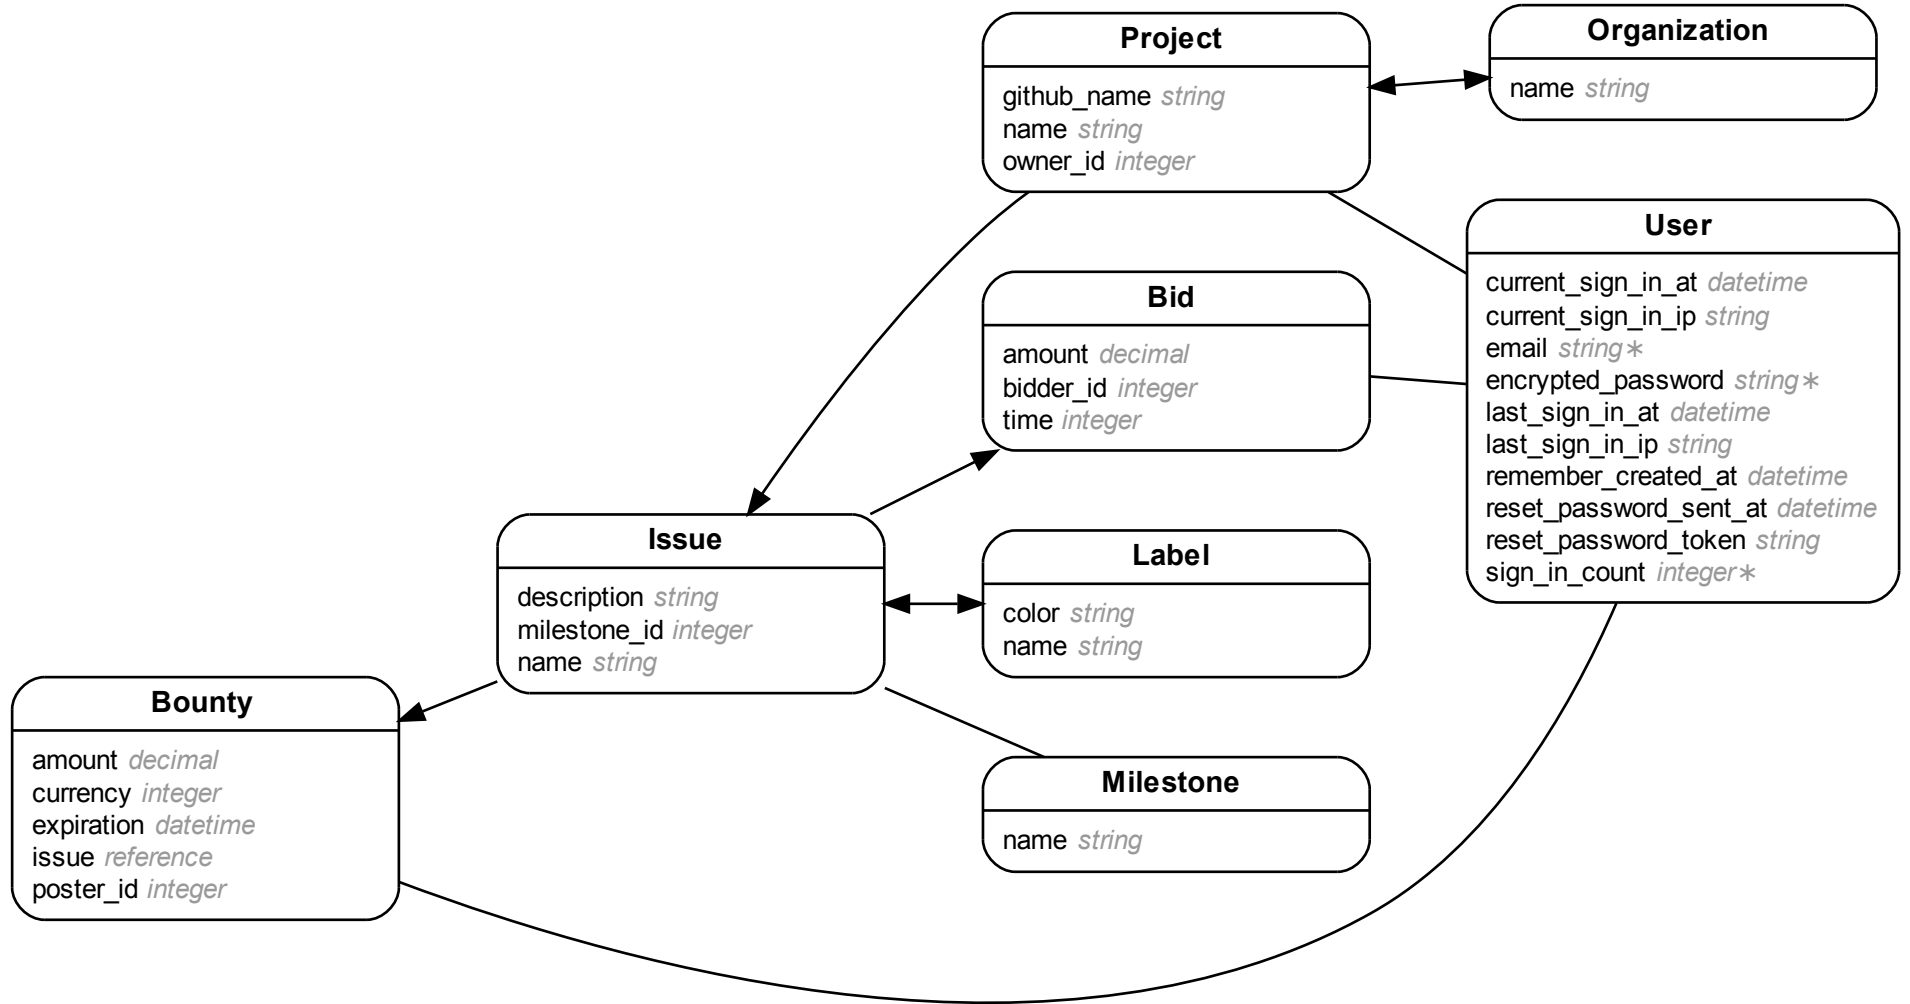 Project
github_name string
name string
owner_id integer
Organization
name string
User
current_sign_in_at datetime
current_sign_in_ip string
email string∗
encrypted_password string∗
last_sign_in_at datetime
last_sign_in_ip string
remember_created_at datetime
reset_password_sent_at datetime
reset_password_token string
sign_in_count integer∗
Bid
amount decimal
bidder_id integer
time integer
Issue
description string
milestone_id integer
name string
Label
color string
name string
Bounty
amount decimal
currency integer
expiration datetime
issue reference
poster_id integer
Milestone
name string